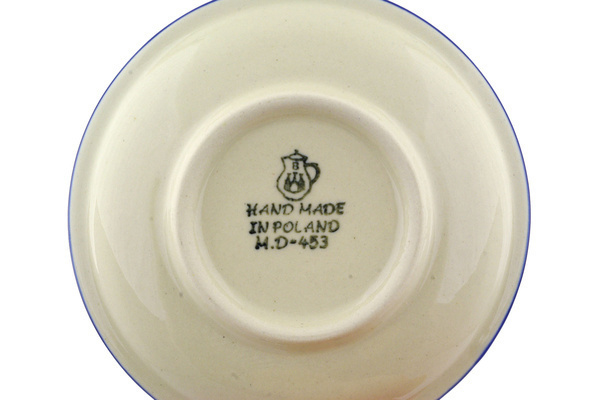 B
HAND MADE
IN POLAND
M.D-453